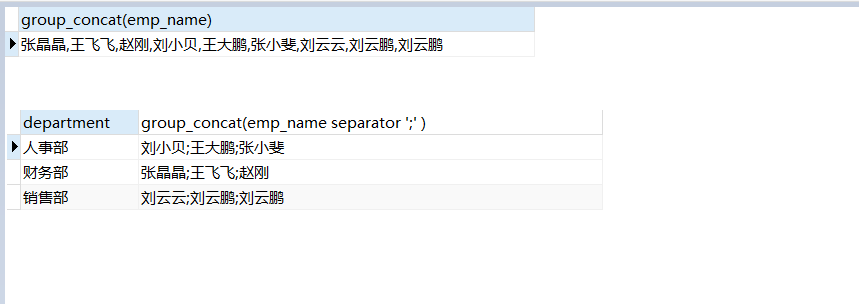 group_concat(emp_name)
张晶晶,王飞飞,赵刚,刘小贝,王大鹏,张小斐,刘云云,刘云鹏,刘云鹏
department group_concat(emp_name separator ';' )
人事部 刘小贝;王大鹏;张小斐
财务部 张晶晶;王飞飞;赵刚
销售部 刘云云;刘云鹏;刘云鹏